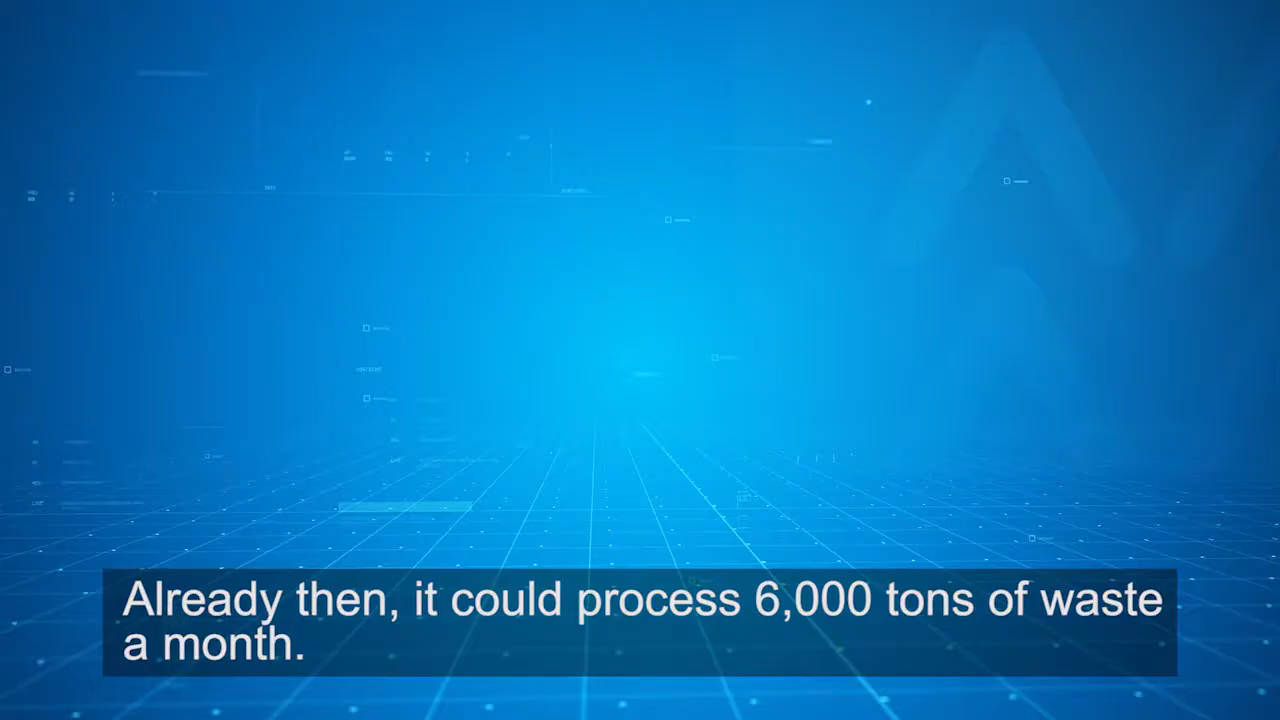 Already then, it could process 6,000 tons of waste
a month.